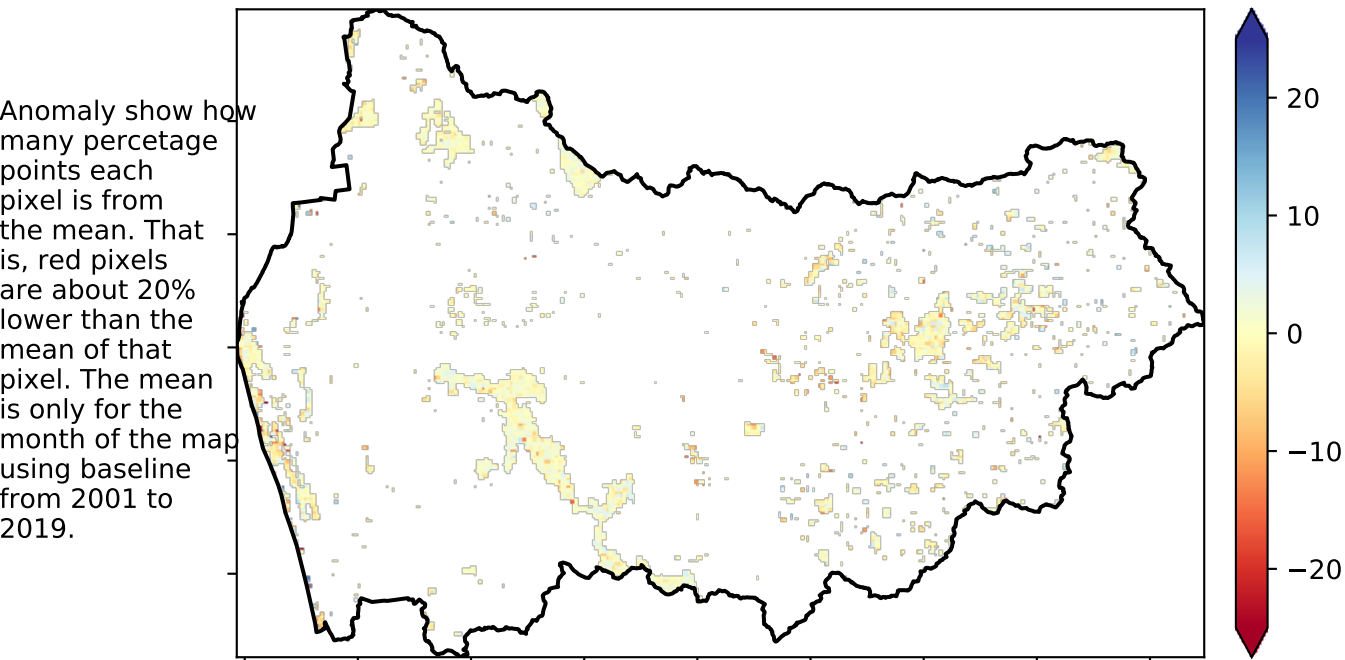 Anomaly show how
many percetage
points each
pixel is from
the mean. That
is, red pixels
are about 20%
lower than the
mean of that
pixel. The mean
is only for the
month of the map
using baseline
from 2001 to
2019.
20
10
0
−10
−20